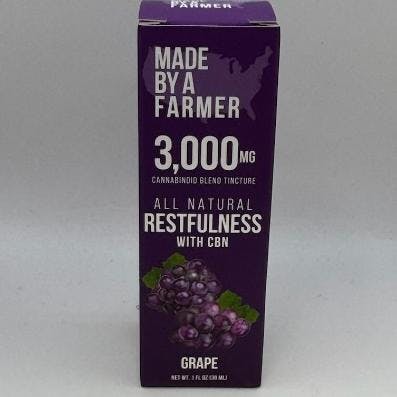 FARMER
MADE
BY A
FARMER
3,000MG
CANNABINOID BLEND TINCTURE
ALL NATURAL
RESTFULNESS
WITH CBN
GRAPE
NET WT. 1 FL OZ (30 ML)